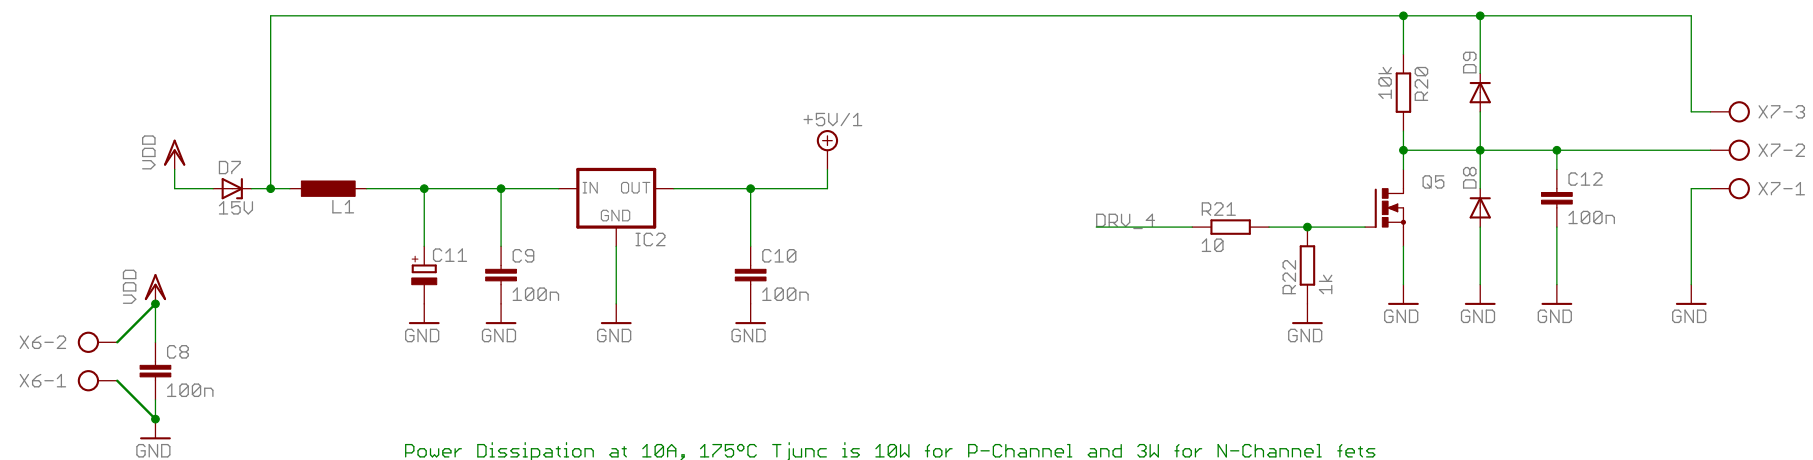 VDD
D7
15V
L1
+
C11
GND
C9
100n
GND
IN
OUT
GND
IC2
GND
+5V/1
C10
100n
GND
VDD
X6-2
X6-1
C8
100n
GND
DRV_4
R21
10
R22
1k
GND
10k
R20
Q5
GND
D9
D8
GND
C12
100n
GND
X7-3
X7-2
X7-1
GND
Power Dissipation at 10A, 175°C Tjunc is 10W for P-Channel and 3W for N-Channel fets